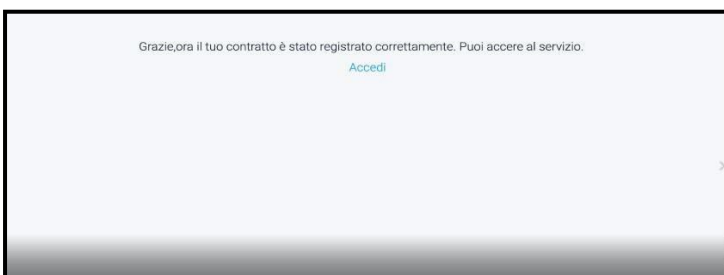 Grazie,ora il tuo contratto è stato registrato correttamente. Puoi accere al servizio.
Accedi